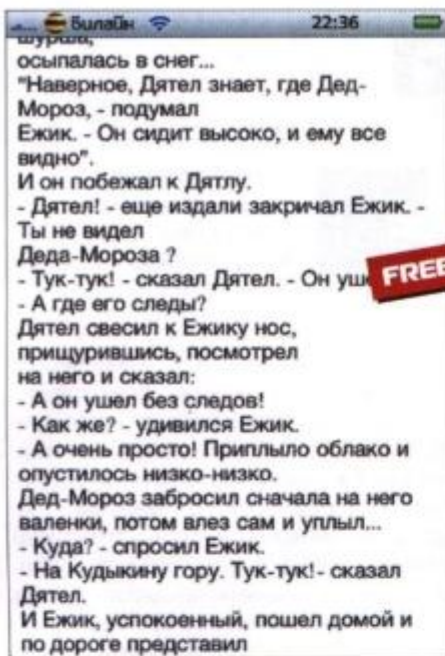 Билайн 22:36
шурша,
осыпалась в снег...
"Наверное, Дятел знает, где Дед-
Мороз, - подумал
Ежик. - Он сидит высоко, и ему все
видно".
И он побежал к Дятлу.
- Дятел! - еще издали закричал Ежик. -
Ты не видел
Деда-Мороза ?
- Тук-тук! - сказал Дятел. - Он
FREE
- А где его следы?
Дятел свесил к Ежику нос,
прищурившись, посмотрел
на него и сказал:
- А он ушел без следов!
- Как же? - удивился Ежик.
- А очень просто! Приплыло облако и
опустилось низко-низко.
Дед-Мороз забросил сначала на него
валенки, потом влез сам и уплыл...
- Куда? - спросил Ежик.
- На Кудыкину гору. Тук-тук!- сказал
Дятел.
И Ежик, успокоенный, пошел домой и
по дороге представил